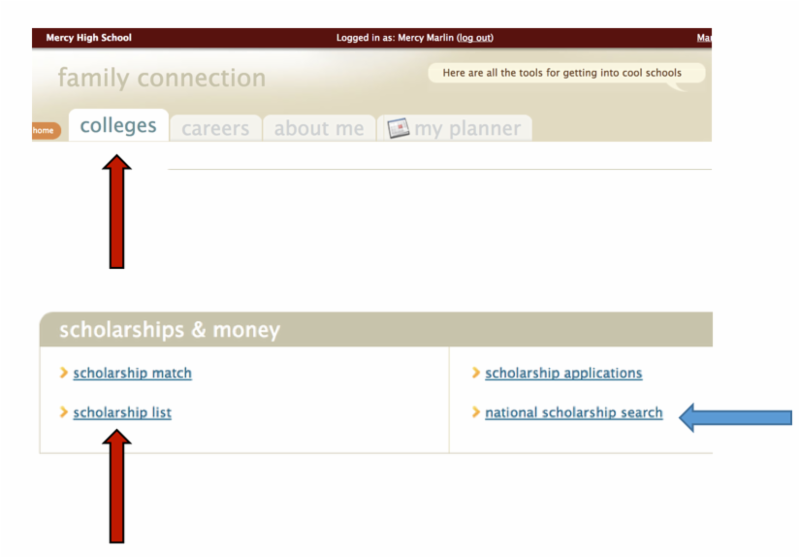 Mercy High School Logged in as: Mercy Marlin (log out)
family connection
Here are all the tools for getting into cool schools
home colleges careers about me my planner
scholarships & money
scholarship match scholarship applications
scholarship list national scholarship search